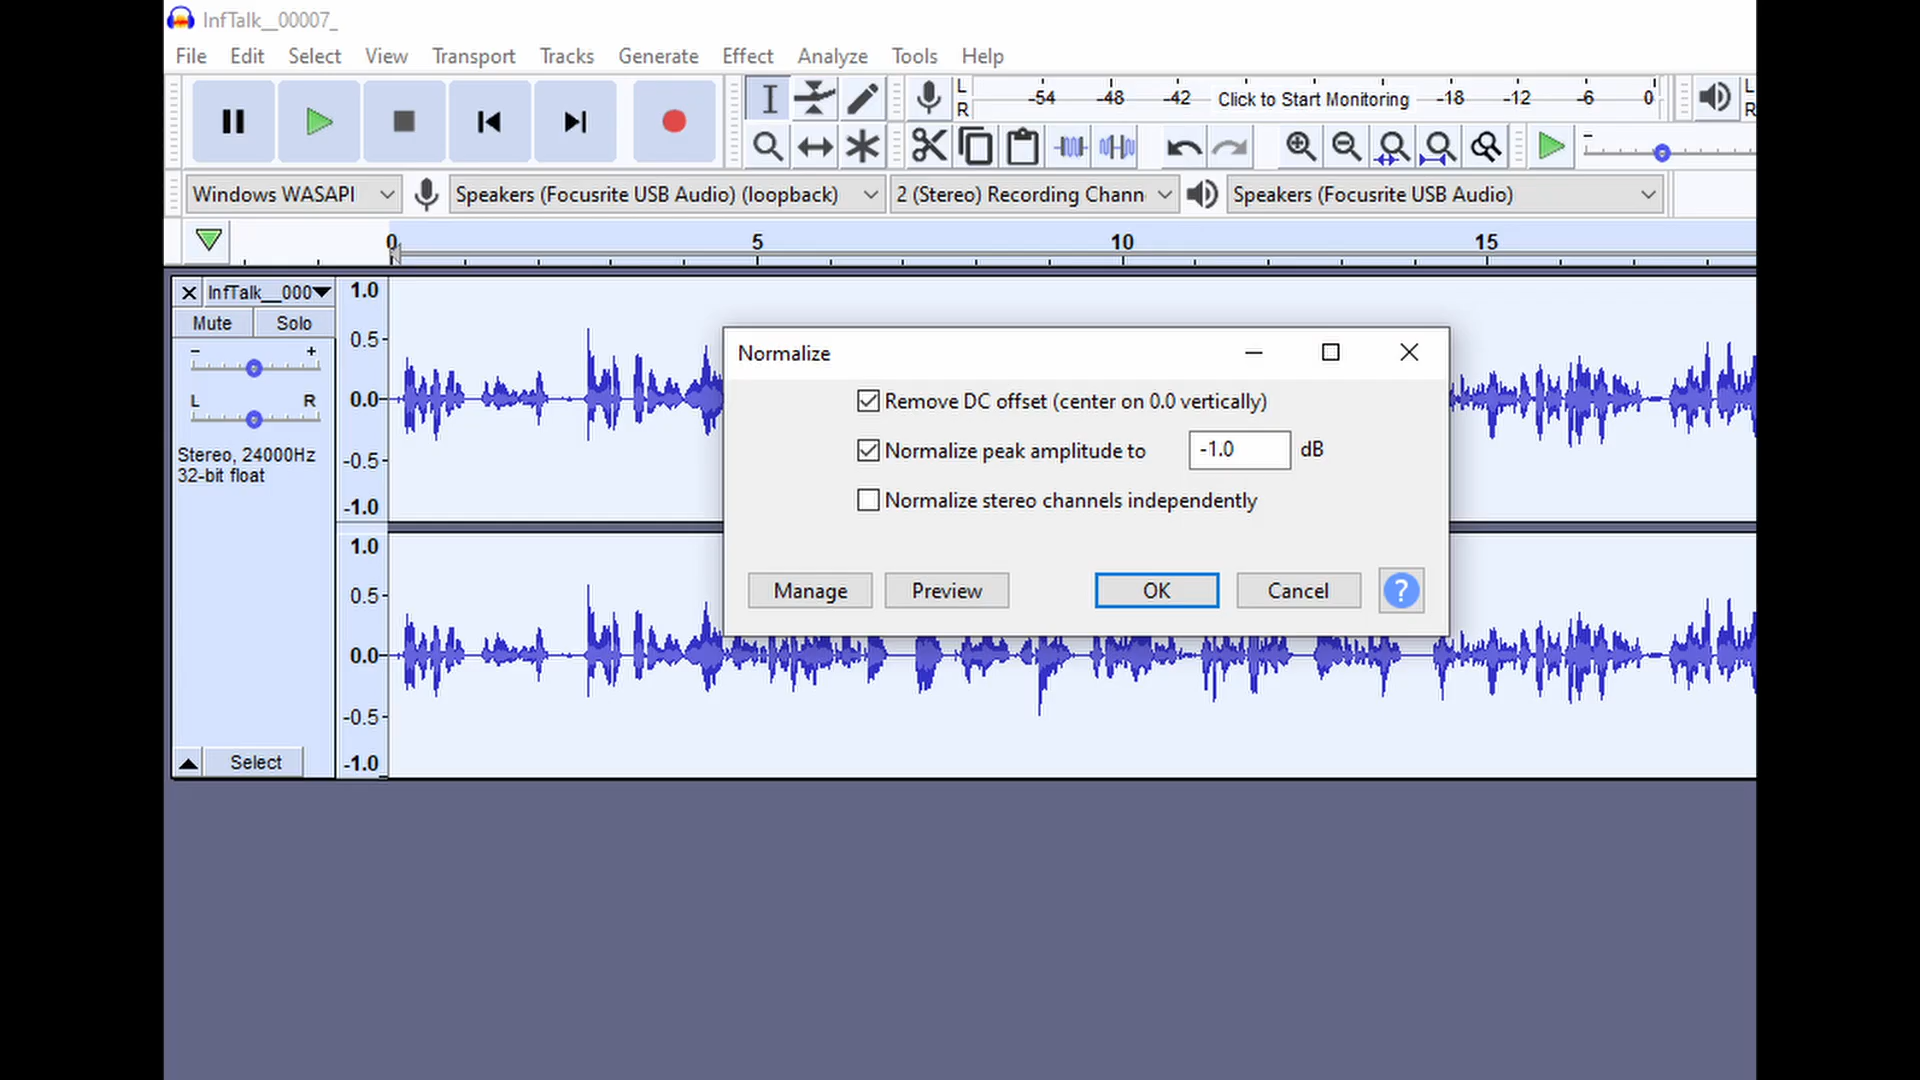 InfTalk__00007_
File Edit Select View Transport Tracks Generate Effect Analyze Tools Help
L
R
-54 -48 -42 Click to Start Monitoring -18 -12 -6 0
L
R
Windows WASAPI Speakers (Focusrite USB Audio) (loopback) 2 (Stereo) Recording Chann Speakers (Focusrite USB Audio)
0 5 10 15
InfTalk__000
Mute Solo
- +
L R
Stereo, 24000Hz
32-bit float
Select
1.0
0.5
0.0
-0.5
-1.0
1.0
0.5
0.0
-0.5
-1.0
Normalize
Remove DC offset (center on 0.0 vertically)
Normalize peak amplitude to -1.0 dB
Normalize stereo channels independently
Manage Preview OK Cancel ?